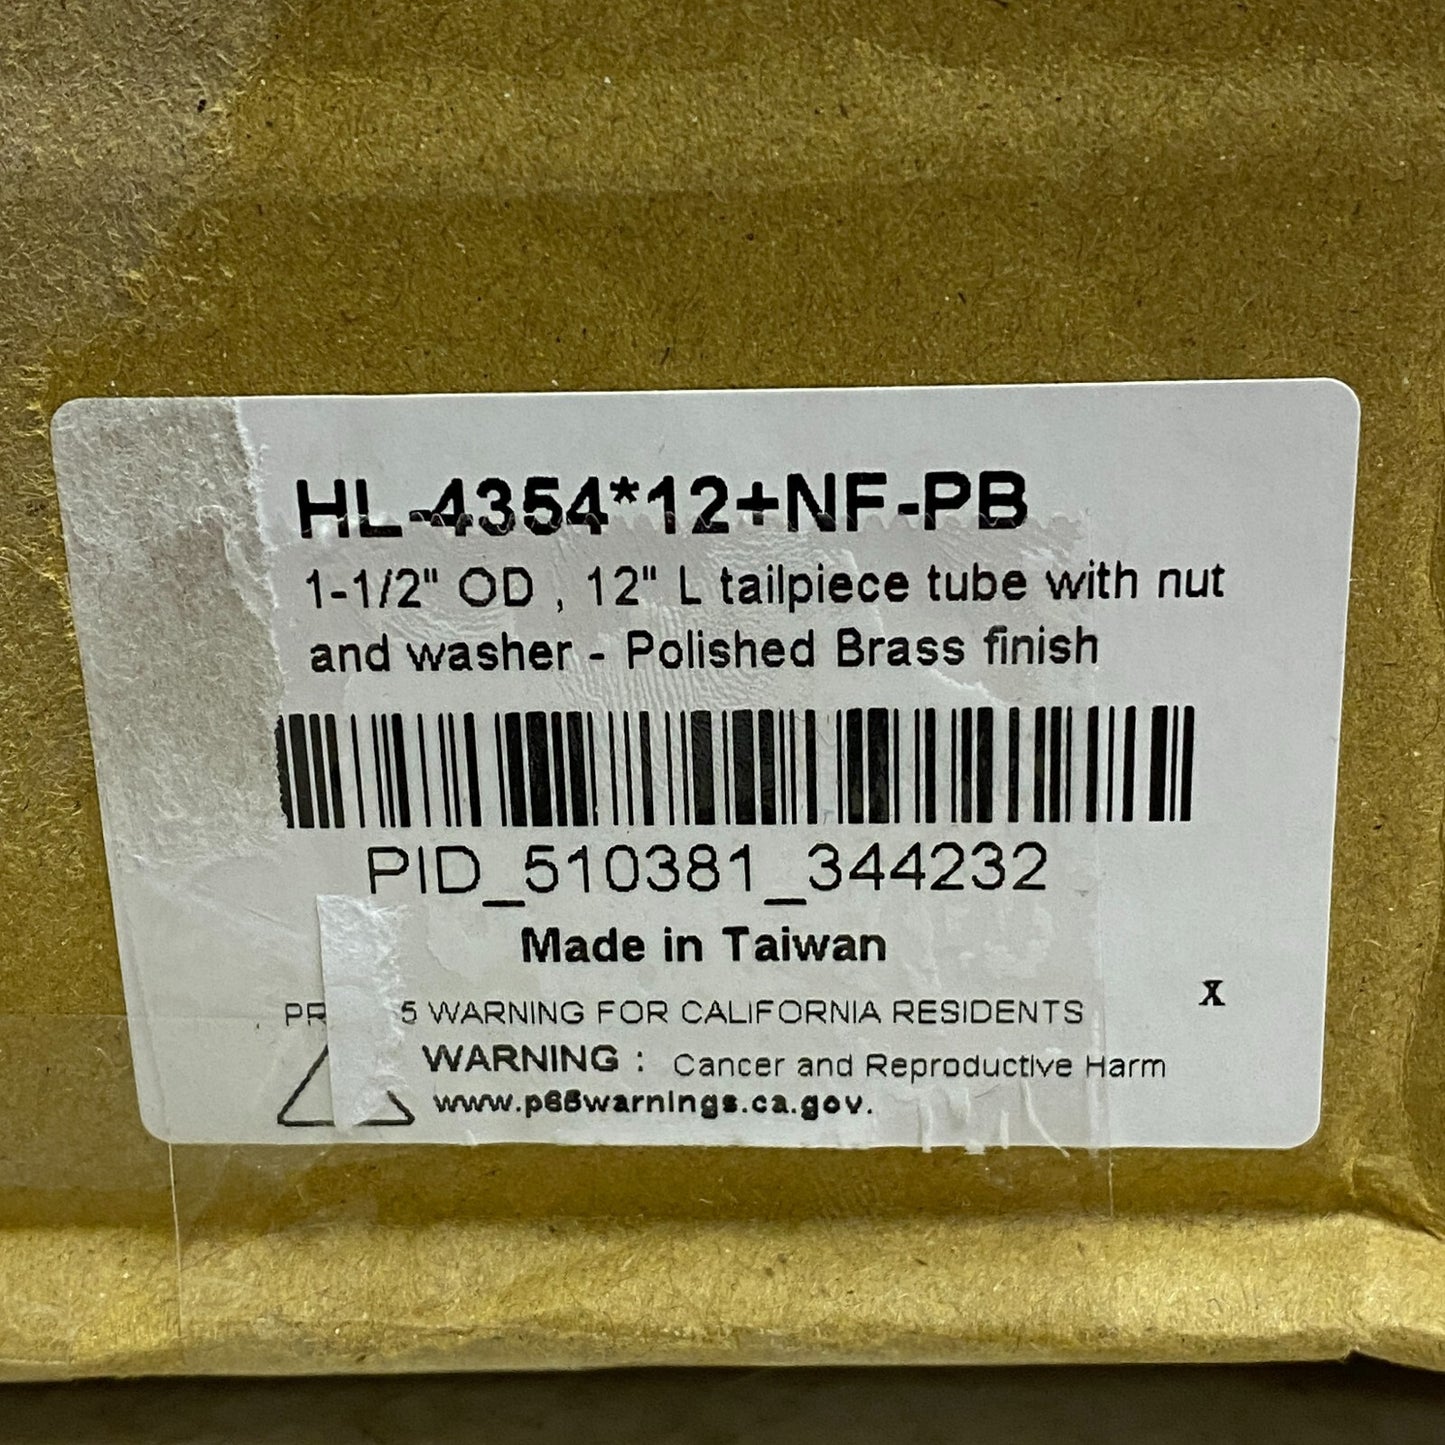 HL-4354*12+NF-PB
1-1/2" OD , 12" L tailpiece tube with nut
and washer - Polished Brass finish
PID_510381_344232
Made in Taiwan
5 WARNING FOR CALIFORNIA RESIDENTS
X
WARNING : Cancer and Reproductive Harm
www.p65warnings.ca.gov.